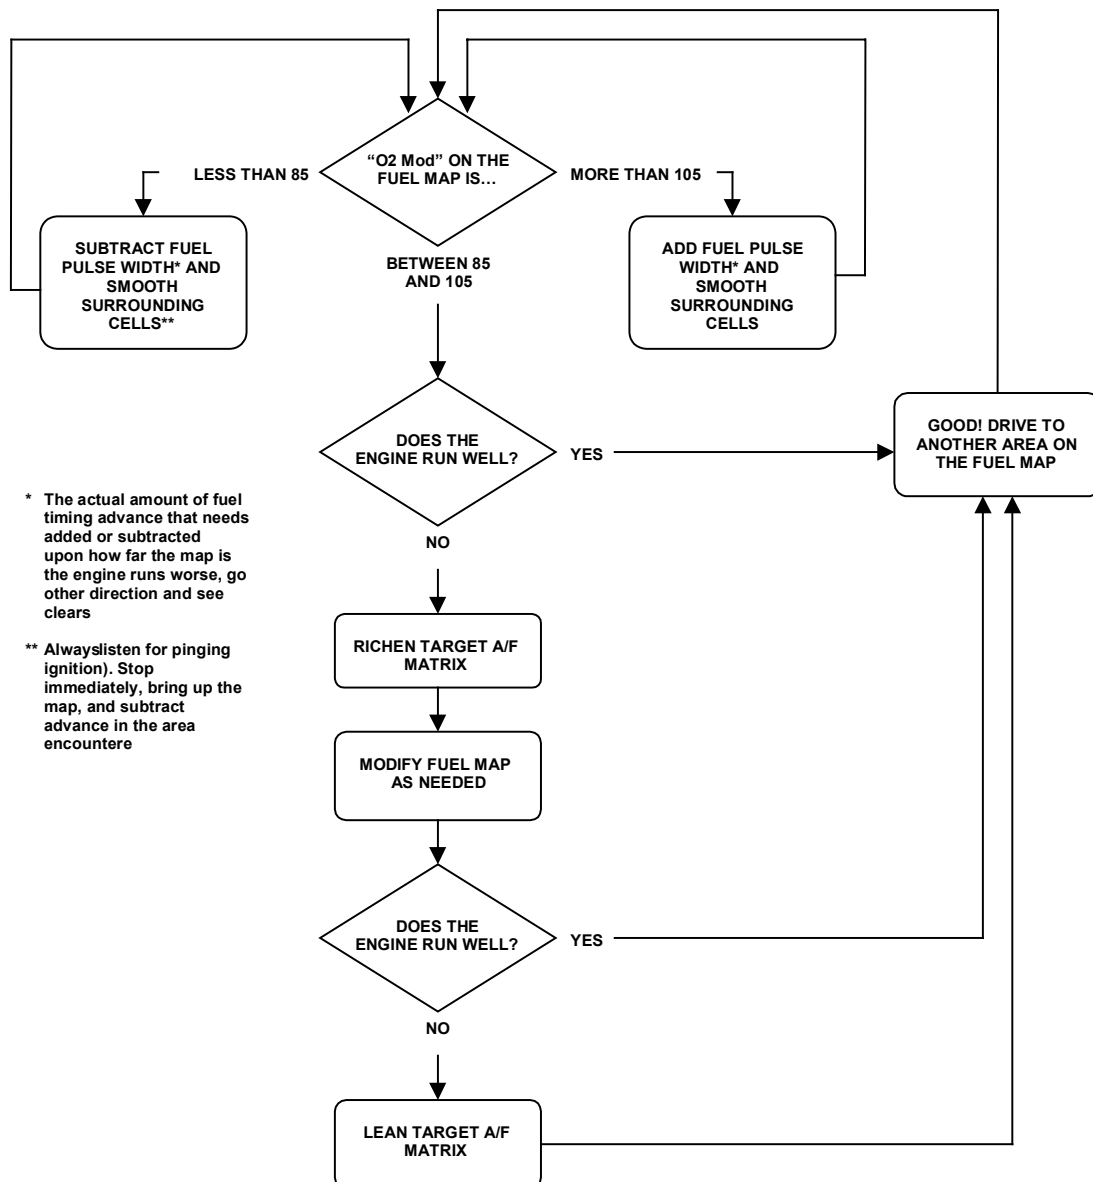 “O2 Mod” ON THE
FUEL MAP IS…
LESS THAN 85
MORE THAN 105
SUBTRACT FUEL
PULSE WIDTH* AND
SMOOTH
SURROUNDING
CELLS**
BETWEEN 85
AND 105
ADD FUEL PULSE
WIDTH* AND
SMOOTH
SURROUNDING
CELLS
DOES THE
ENGINE RUN WELL?
YES
GOOD! DRIVE TO
ANOTHER AREA ON
THE FUEL MAP
NO
* The actual amount of fuel
timing advance that needs
added or subtracted
upon how far the map is
the engine runs worse, go
other direction and see
clears
** Alwayslisten for pinging
ignition). Stop
immediately, bring up the
map, and subtract
advance in the area
encountere
RICHEN TARGET A/F
MATRIX
MODIFY FUEL MAP
AS NEEDED
DOES THE
ENGINE RUN WELL?
YES
NO
LEAN TARGET A/F
MATRIX